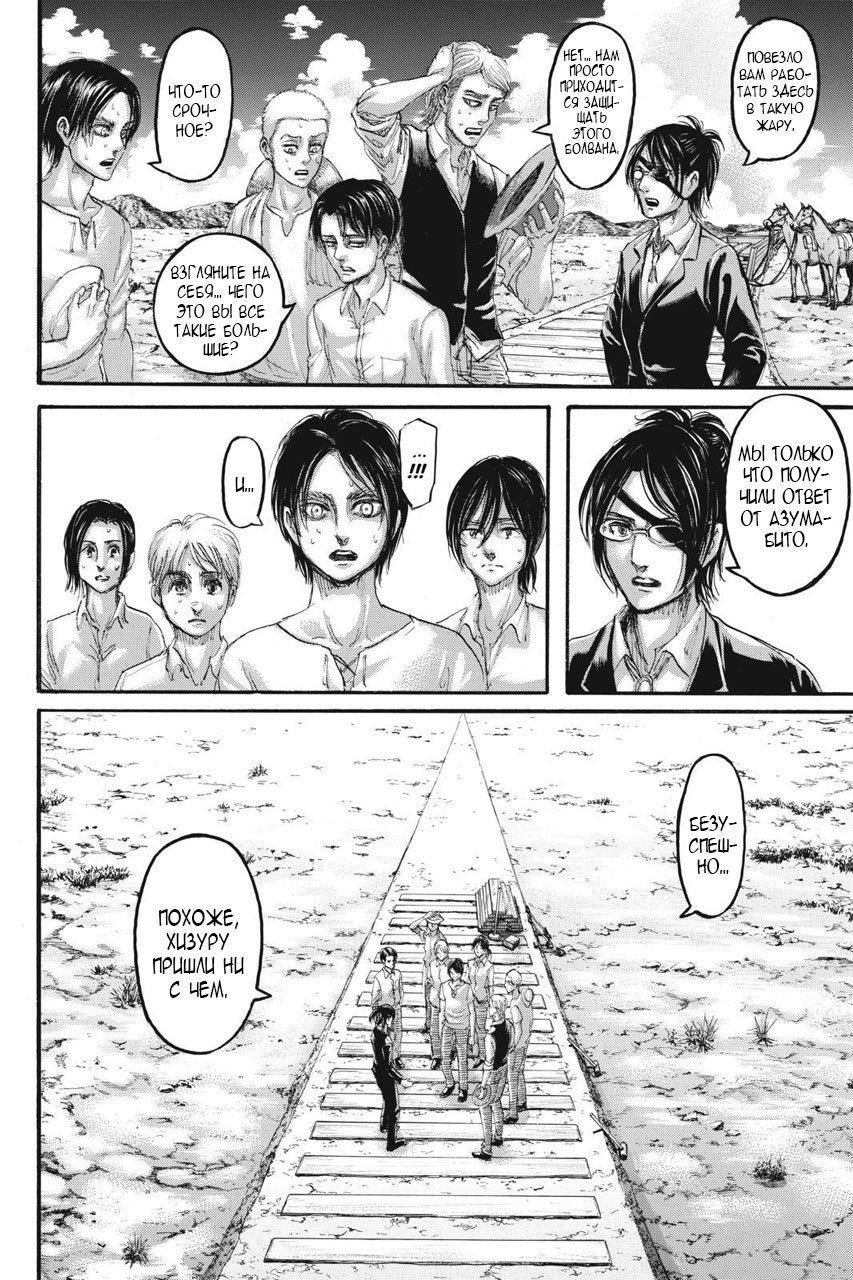 ПОВЕЗЛО
ВАМ РАБО-
ТАТЬ ЗДЕСЬ
В ТАКУЮ
ЖАРУ.
НЕТ... НАМ
ПРОСТО
ПРИХОДИТ-
СЯ ЗАЩИ-
ЩАТЬ
ЭТОГО
БОЛВАНА.
ЧТО-ТО
СРОЧ-
НОЕ?
ВЗГЛЯНИТЕ НА
СЕБЯ... ЧЕГО
ЭТО ВЫ ВСЕ
ТАКИЕ БОЛЬ-
ШИЕ?
МЫ ТОЛЬКО
ЧТО ПОЛУ-
ЧИЛИ ОТВЕТ
ОТ АЗУМА-
БИТО.
...
!!!
И...
БЕЗУ-
СПЕШ-
НО...
ПОХОЖЕ,
ХИЗУРУ
ПРИШЛИ НИ
С ЧЕМ.